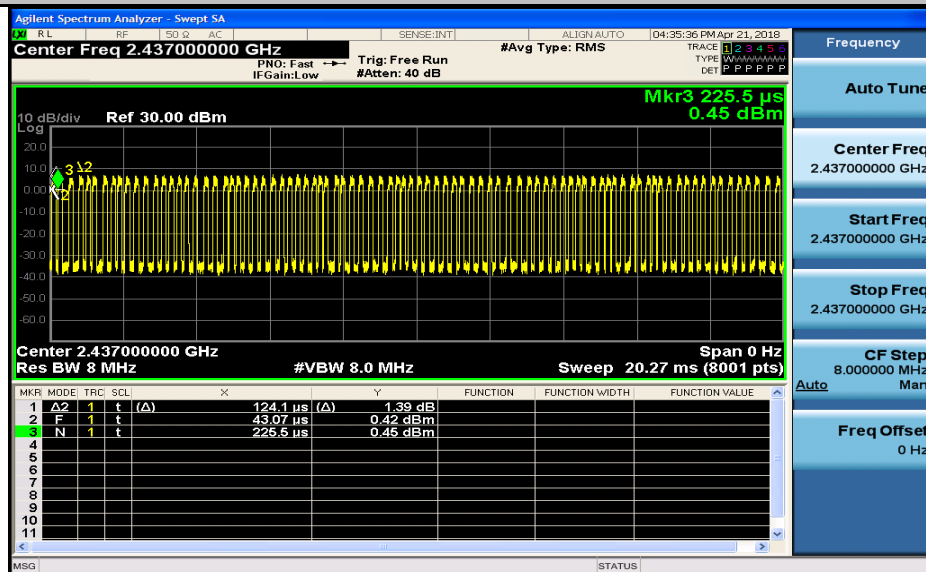 Agilent Spectrum Analyzer - Swept SA
LXI RL RF 50 Ω AC SENSE:INT ALIGN AUTO 04:35:36 PM Apr 21, 2018
Center Freq 2.437000000 GHz
PNO: Fast
IFGain:Low
Trig: Free Run
#Atten: 40 dB
#Avg Type: RMS
TRACE 1 2 3 4 5 6
TYPE WWWWWWW
DET P P P P P P
Mkr3 225.5 µs
0.45 dBm
10 dB/div Ref 30.00 dBm
Log
20.0
10.0
0.00
-10.0
-20.0
-30.0
-40.0
-50.0
-60.0
3 2
2
Center 2.437000000 GHz Span 0 Hz
Res BW 8 MHz #VBW 8.0 MHz Sweep 20.27 ms (8001 pts)
MKR MODE TRC SCL X Y FUNCTION FUNCTION WIDTH FUNCTION VALUE
1 Δ2 1 t (Δ) 124.1 µs (Δ) 1.39 dB
2 F 1 t 43.07 µs 0.42 dBm
3 N 1 t 225.5 µs 0.45 dBm
4
5
6
7
8
9
10
11
MSG STATUS
Frequency
Auto Tune
Center Freq
2.437000000 GHz
Start Freq
2.437000000 GHz
Stop Freq
2.437000000 GHz
CF Step
8.000000 MHz
Auto Man
Freq Offset
0 Hz